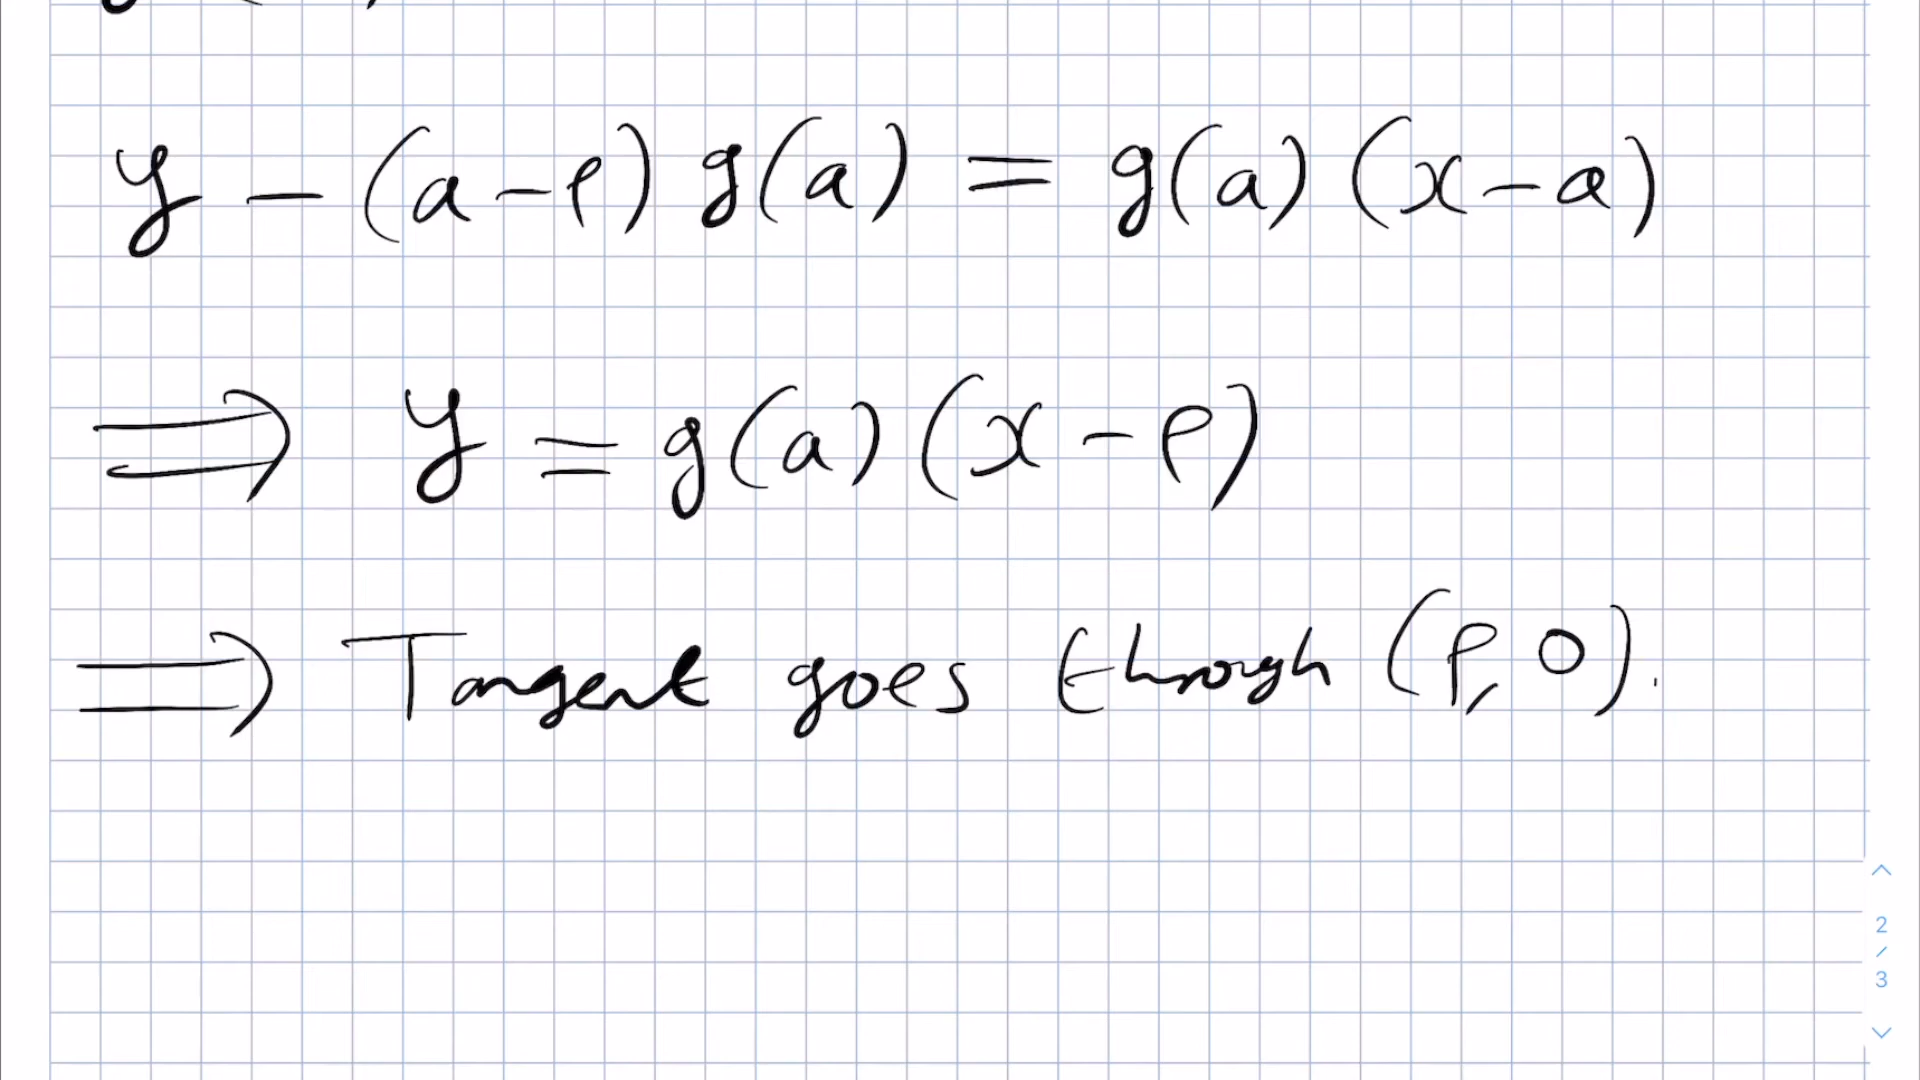 y - (a-p) g(a) = g(a) (x-a)
⇒ y = g(a) (x-p)
⇒ Tangent goes through (p, 0).
2
/
3